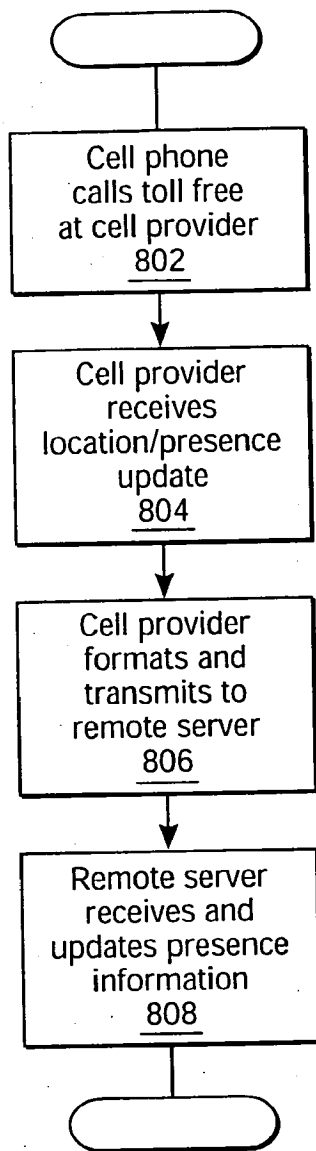 Cell phone
calls toll free
at cell provider
802
Cell provider
receives
location/presence
update
804
Cell provider
formats and
transmits to
remote server
806
Remote server
receives and
updates presence
information
808